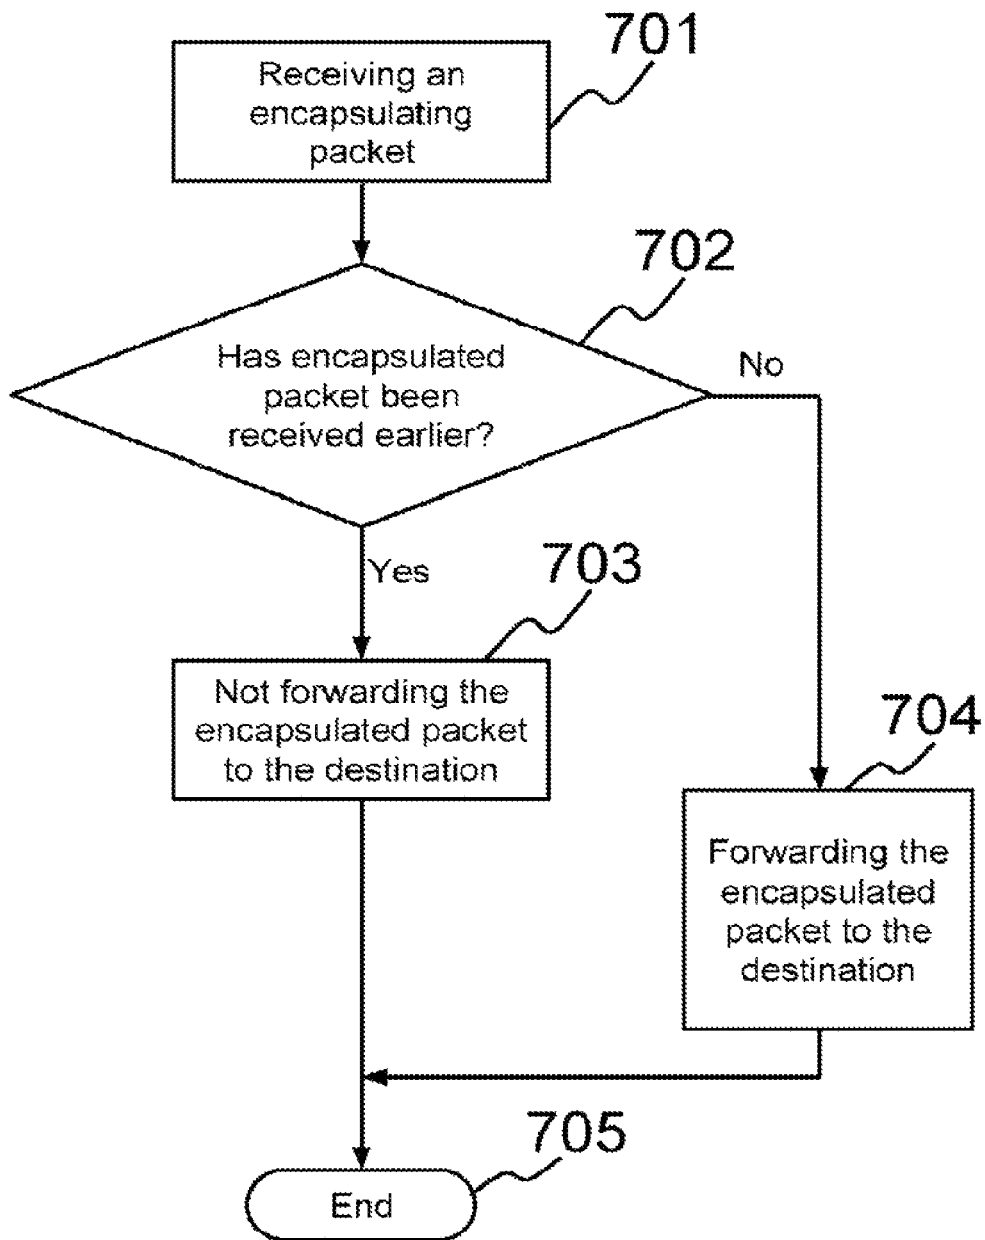 701
Receiving an
encapsulating
packet
702
Has encapsulated
packet been
received earlier?
No
Yes
703
Not forwarding the
encapsulated packet
to the destination
704
Forwarding the
encapsulated
packet to the
destination
705
End